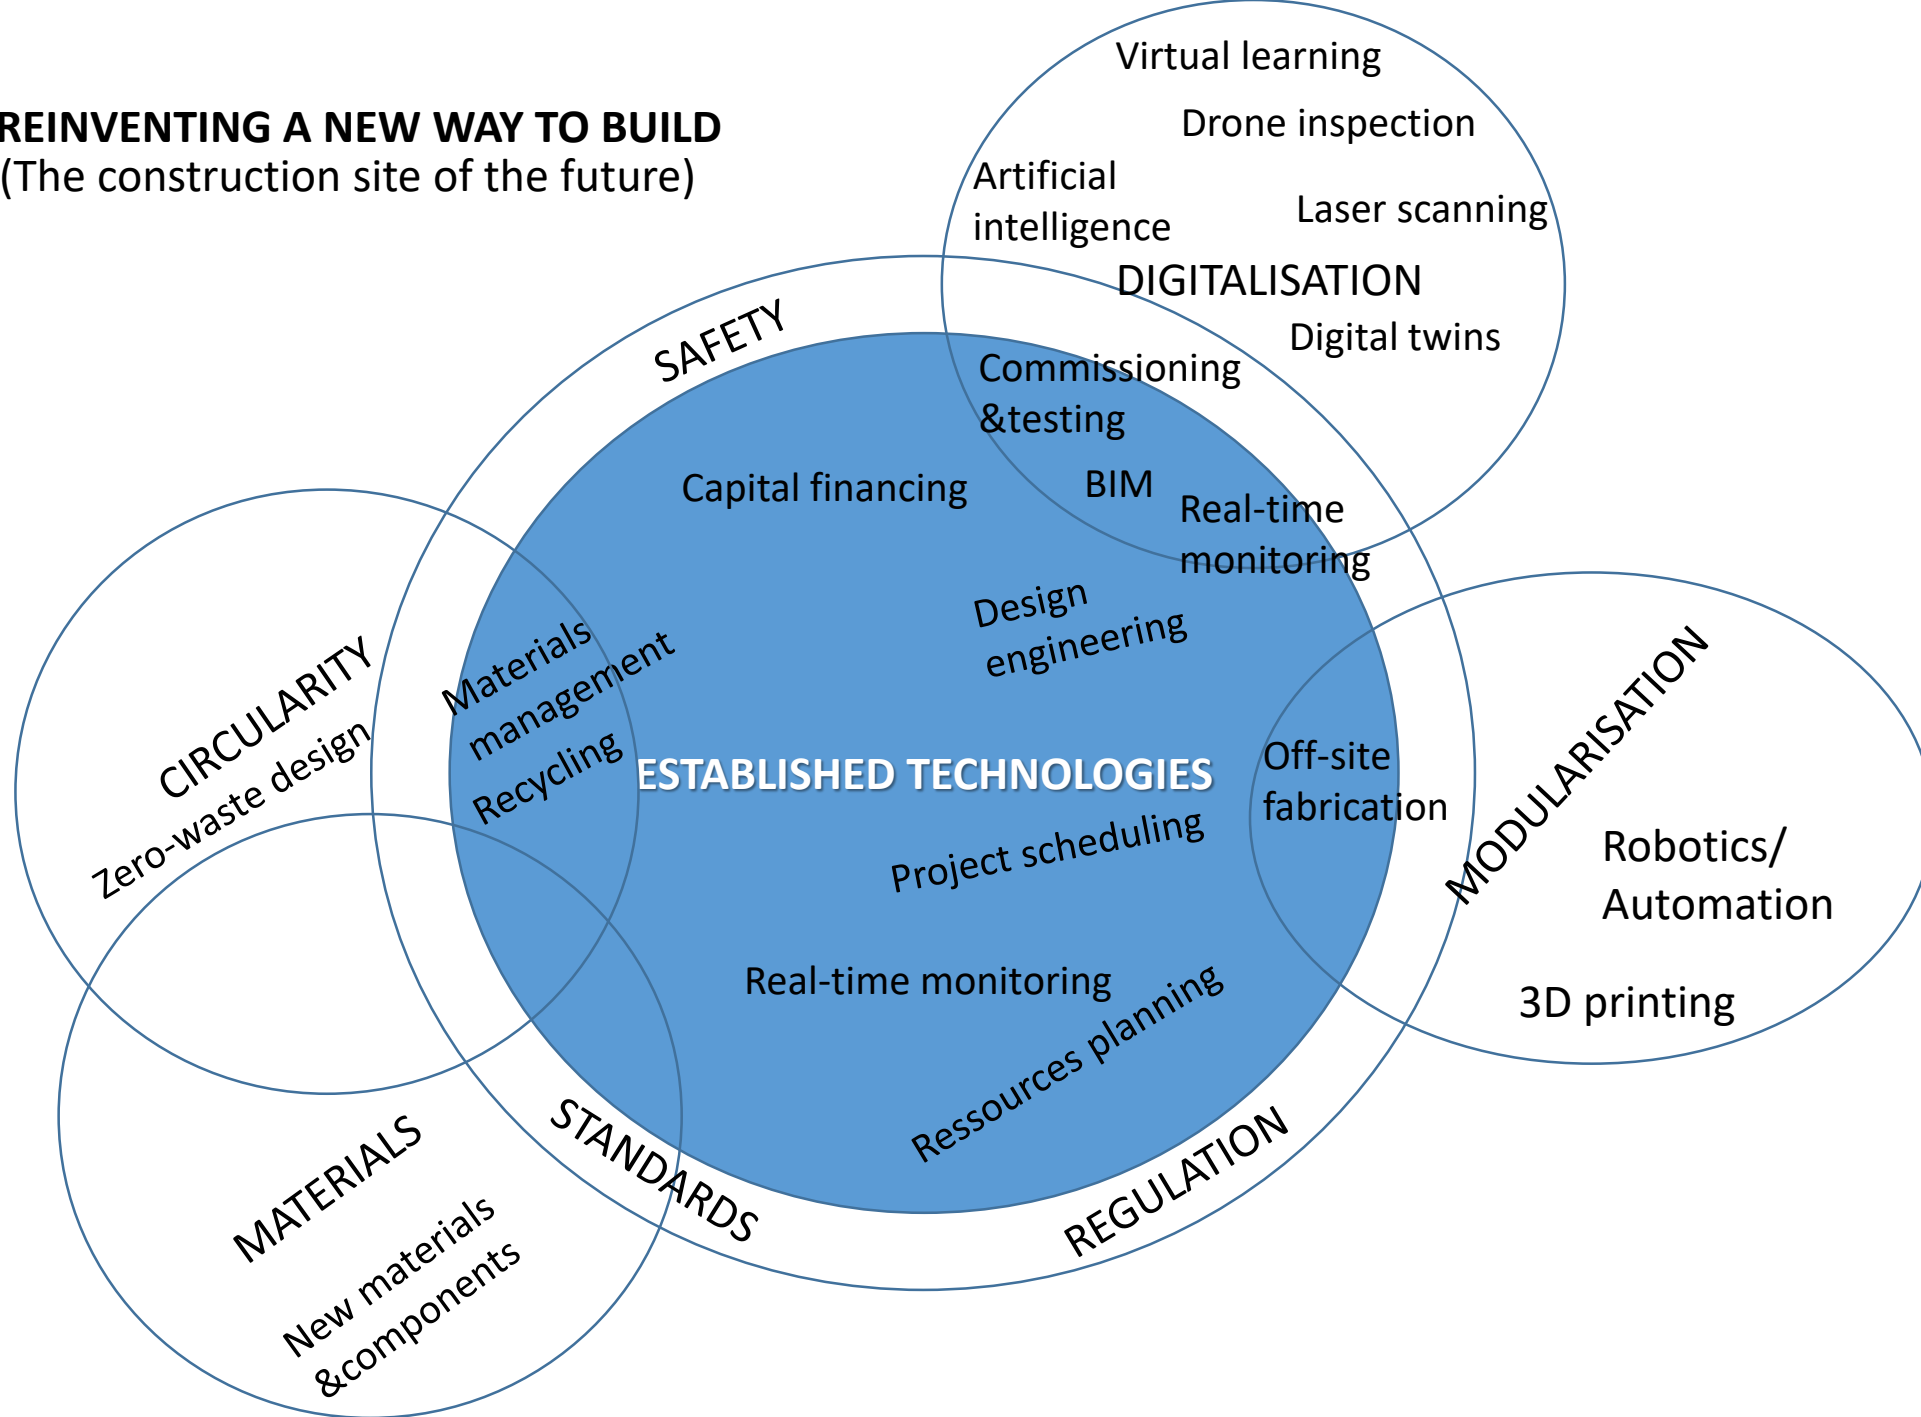 REINVENTING A NEW WAY TO BUILD
(The construction site of the future)
Virtual learning
Drone inspection
Artificial
intelligence
Laser scanning
DIGITALISATION
Digital twins
SAFETY
Commissioning
&testing
BIM
Real-time
monitoring
Capital financing
Design
engineering
CIRCULARITY
Zero-waste design
Materials
management
Recycling
ESTABLISHED TECHNOLOGIES
Off-site
fabrication
MODULARISATION
Robotics/
Automation
3D printing
Project scheduling
Real-time monitoring
Ressources planning
STANDARDS
REGULATION
MATERIALS
New materials
&components